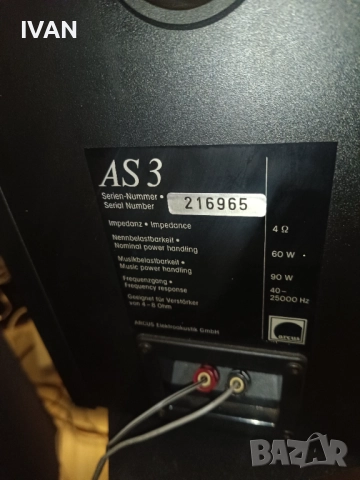 IVAN
AS 3
Serien-Nummer •
Serial Number
216965
Impedanz • Impedance 4 Ω
Nennbelastbarkeit •
Nominal power handling 60 W •
Musikbelastbarkeit •
Music power handling 90 W
Frequenzgang • 40–
Frequency response 25000 Hz
Geeignet für Verstärker
von 4 – 8 Ohm
ARCUS Elektroakustik GmbH
ARCUS
BAZAR